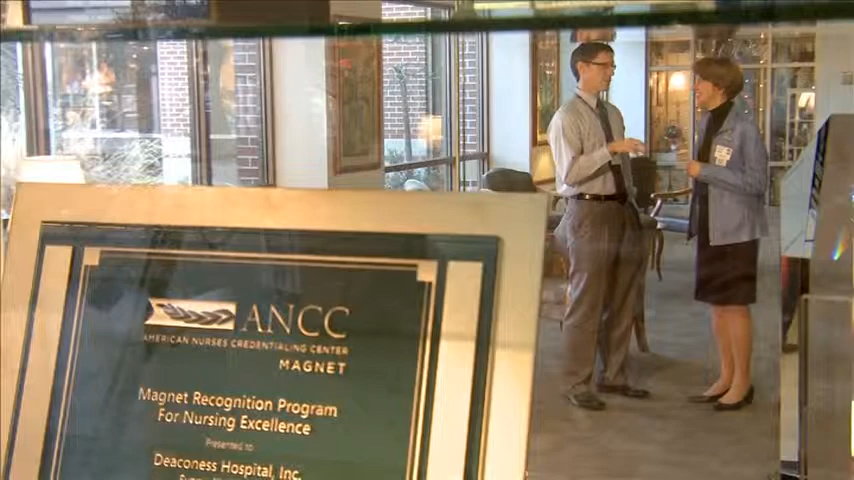 ANCC
AMERICAN NURSES CREDENTIALING CENTER
MAGNET
Magnet Recognition Program
For Nursing Excellence
Presented to
Deaconess Hospital, Inc.